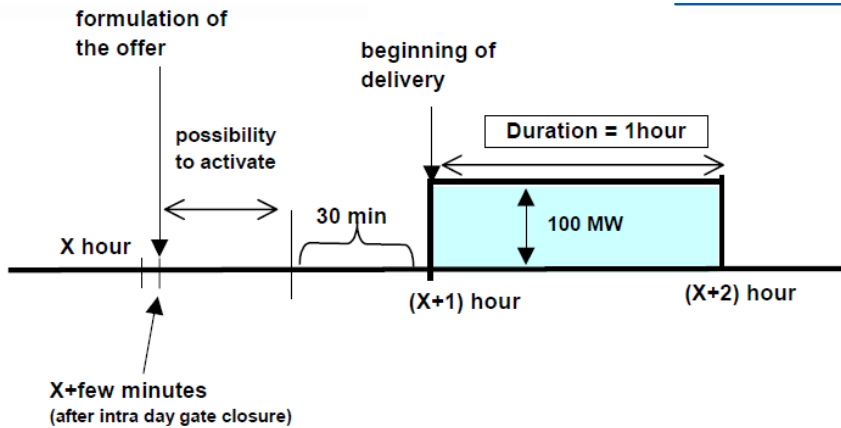 formulation of
the offer
beginning of
delivery
possibility
to activate
Duration = 1hour
30 min
100 MW
X hour
(X+1) hour
(X+2) hour
X+few minutes
(after intra day gate closure)